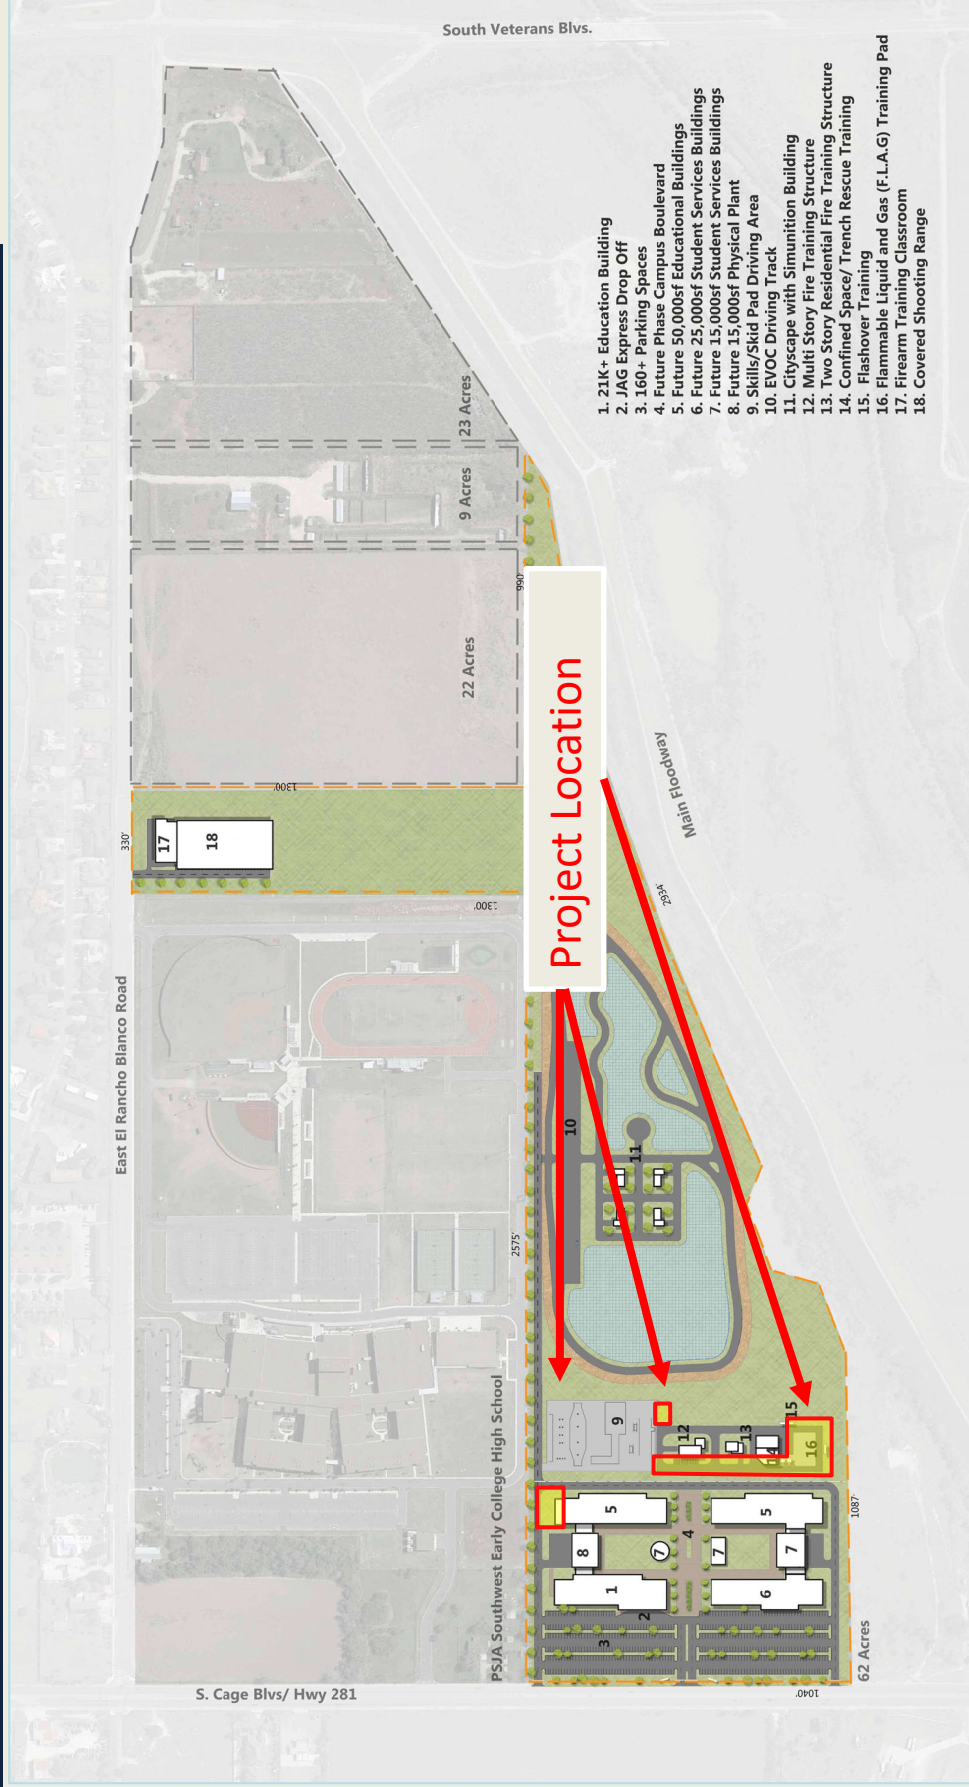 South Veterans Blvs.
1. 21K+ Education Building
2. JAG Express Drop Off
3. 160+ Parking Spaces
4. Future Phase Campus Boulevard
5. Future 50,000sf Educational Buildings
6. Future 25,000sf Student Services Buildings
7. Future 15,000sf Student Services Buildings
8. Future 15,000sf Physical Plant
9. Skills/Skid Pad Driving Area
10. EVOC Driving Track
11. Cityscape with Simunition Building
12. Multi Story Fire Training Structure
13. Two Story Residential Fire Training Structure
14. Confined Space/ Trench Rescue Training
15. Flashover Training
16. Flammable Liquid and Gas (F.L.A.G) Training Pad
17. Firearm Training Classroom
18. Covered Shooting Range
23 Acres
9 Acres
22 Acres
990'
1300'
330'
17
18
1300'
Project Location
Main Floodway
2934'
East El Rancho Blanco Road
10
11
2575'
PSJA Southwest Early College High School
9
12
13
14
15
16
1087'
5
5
4
8
7
7
7
1
6
2
3
62 Acres
1040'
S. Cage Blvs/ Hwy 281